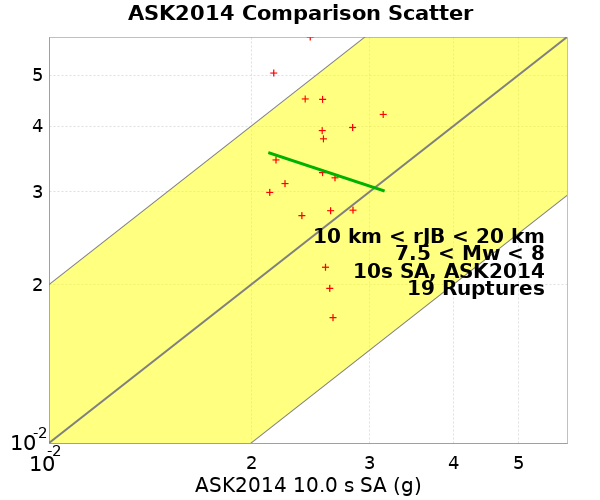 ASK2014 Comparison Scatter
5
4
3
2
10-2
10-2
2
3
4
5
10 km < rJB < 20 km
7.5 < Mw < 8
10s SA, ASK2014
19 Ruptures
ASK2014 10.0 s SA (g)